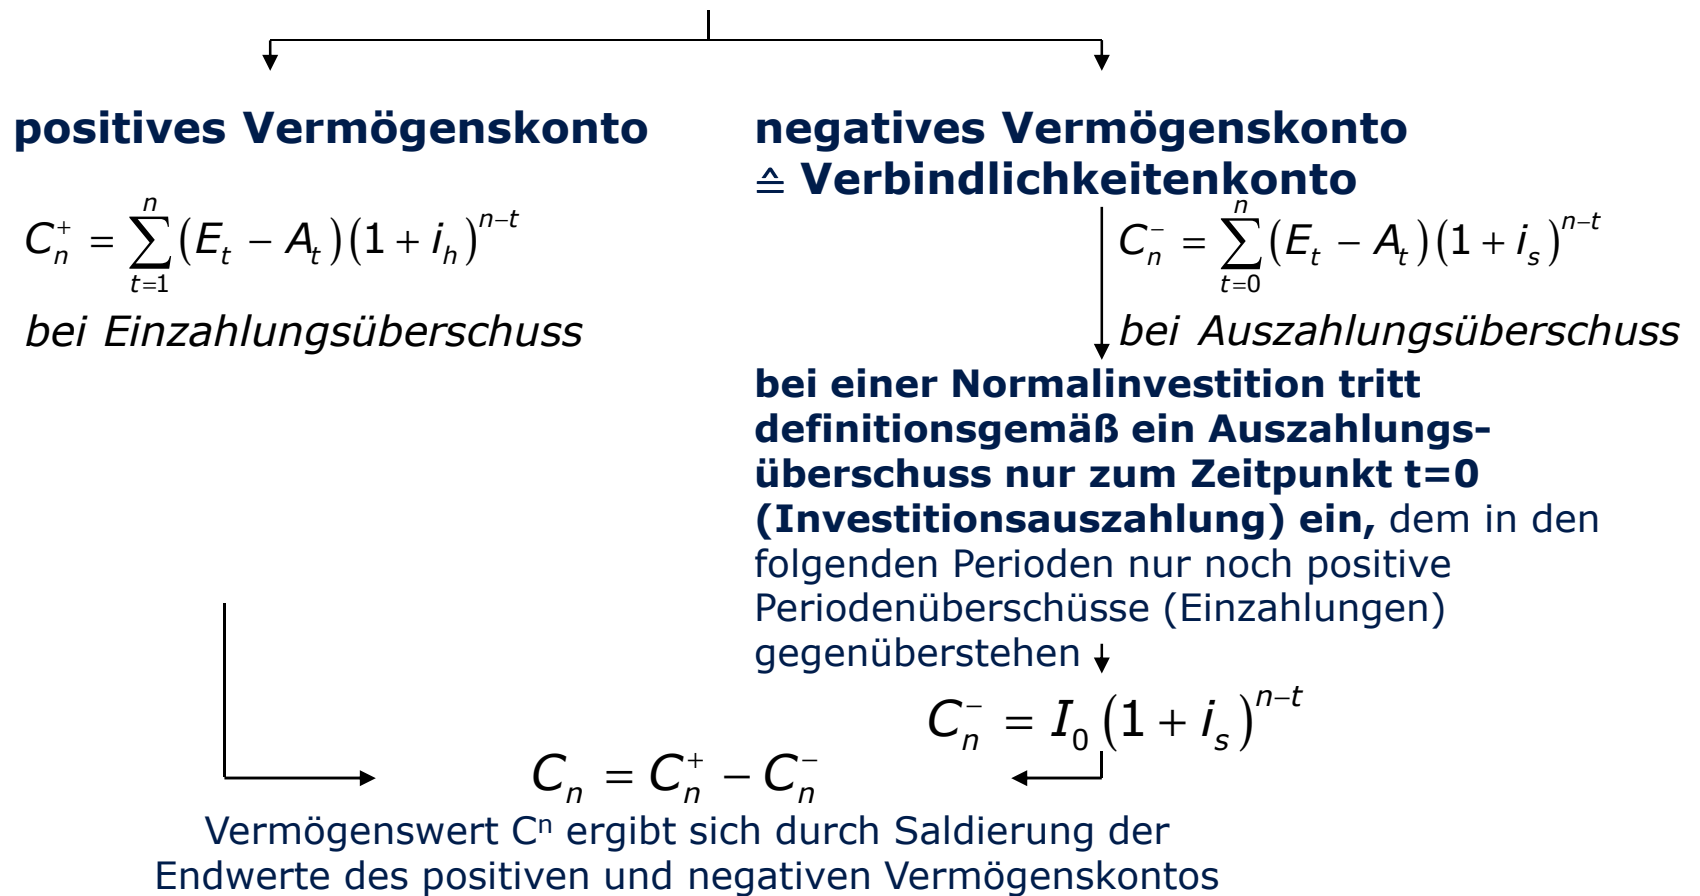 positives Vermögenskonto
C_n^+ = \sum_{t=1}^{n} (E_t − A_t)(1 + i_h)^{n−t}
bei Einzahlungsüberschuss
negatives Vermögenskonto
≙ Verbindlichkeitenkonto
C_n^- = \sum_{t=0}^{n} (E_t − A_t)(1 + i_s)^{n−t}
bei Auszahlungsüberschuss
bei einer Normalinvestition tritt
definitionsgemäß ein Auszahlungs-
überschuss nur zum Zeitpunkt t=0
(Investitionsauszahlung) ein, dem in den
folgenden Perioden nur noch positive
Periodenüberschüsse (Einzahlungen)
gegenüberstehen
C_n^- = I_0 (1 + i_s)^{n−t}
C_n = C_n^+ − C_n^-
Vermögenswert Cⁿ ergibt sich durch Saldierung der
Endwerte des positiven und negativen Vermögenskontos